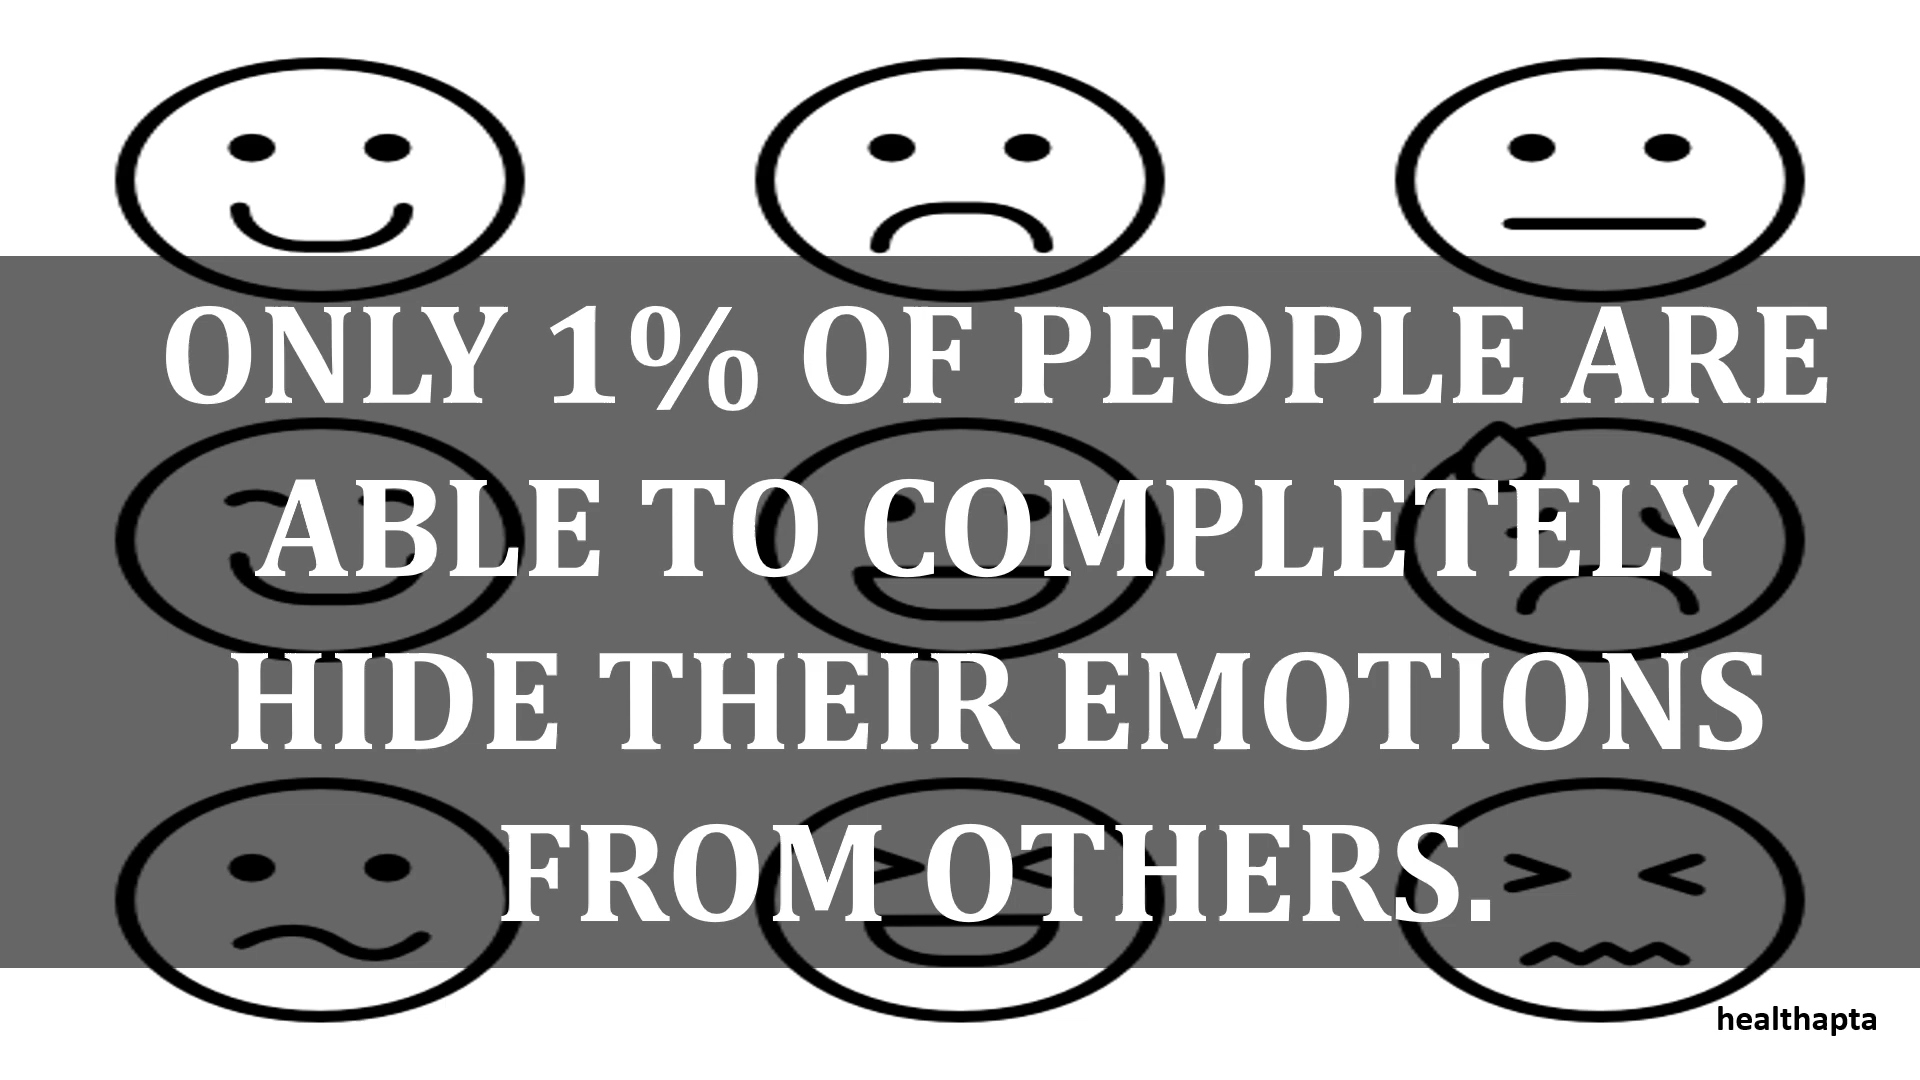 ONLY 1% OF PEOPLE ARE
ABLE TO COMPLETELY
HIDE THEIR EMOTIONS
FROM OTHERS.
healthapta